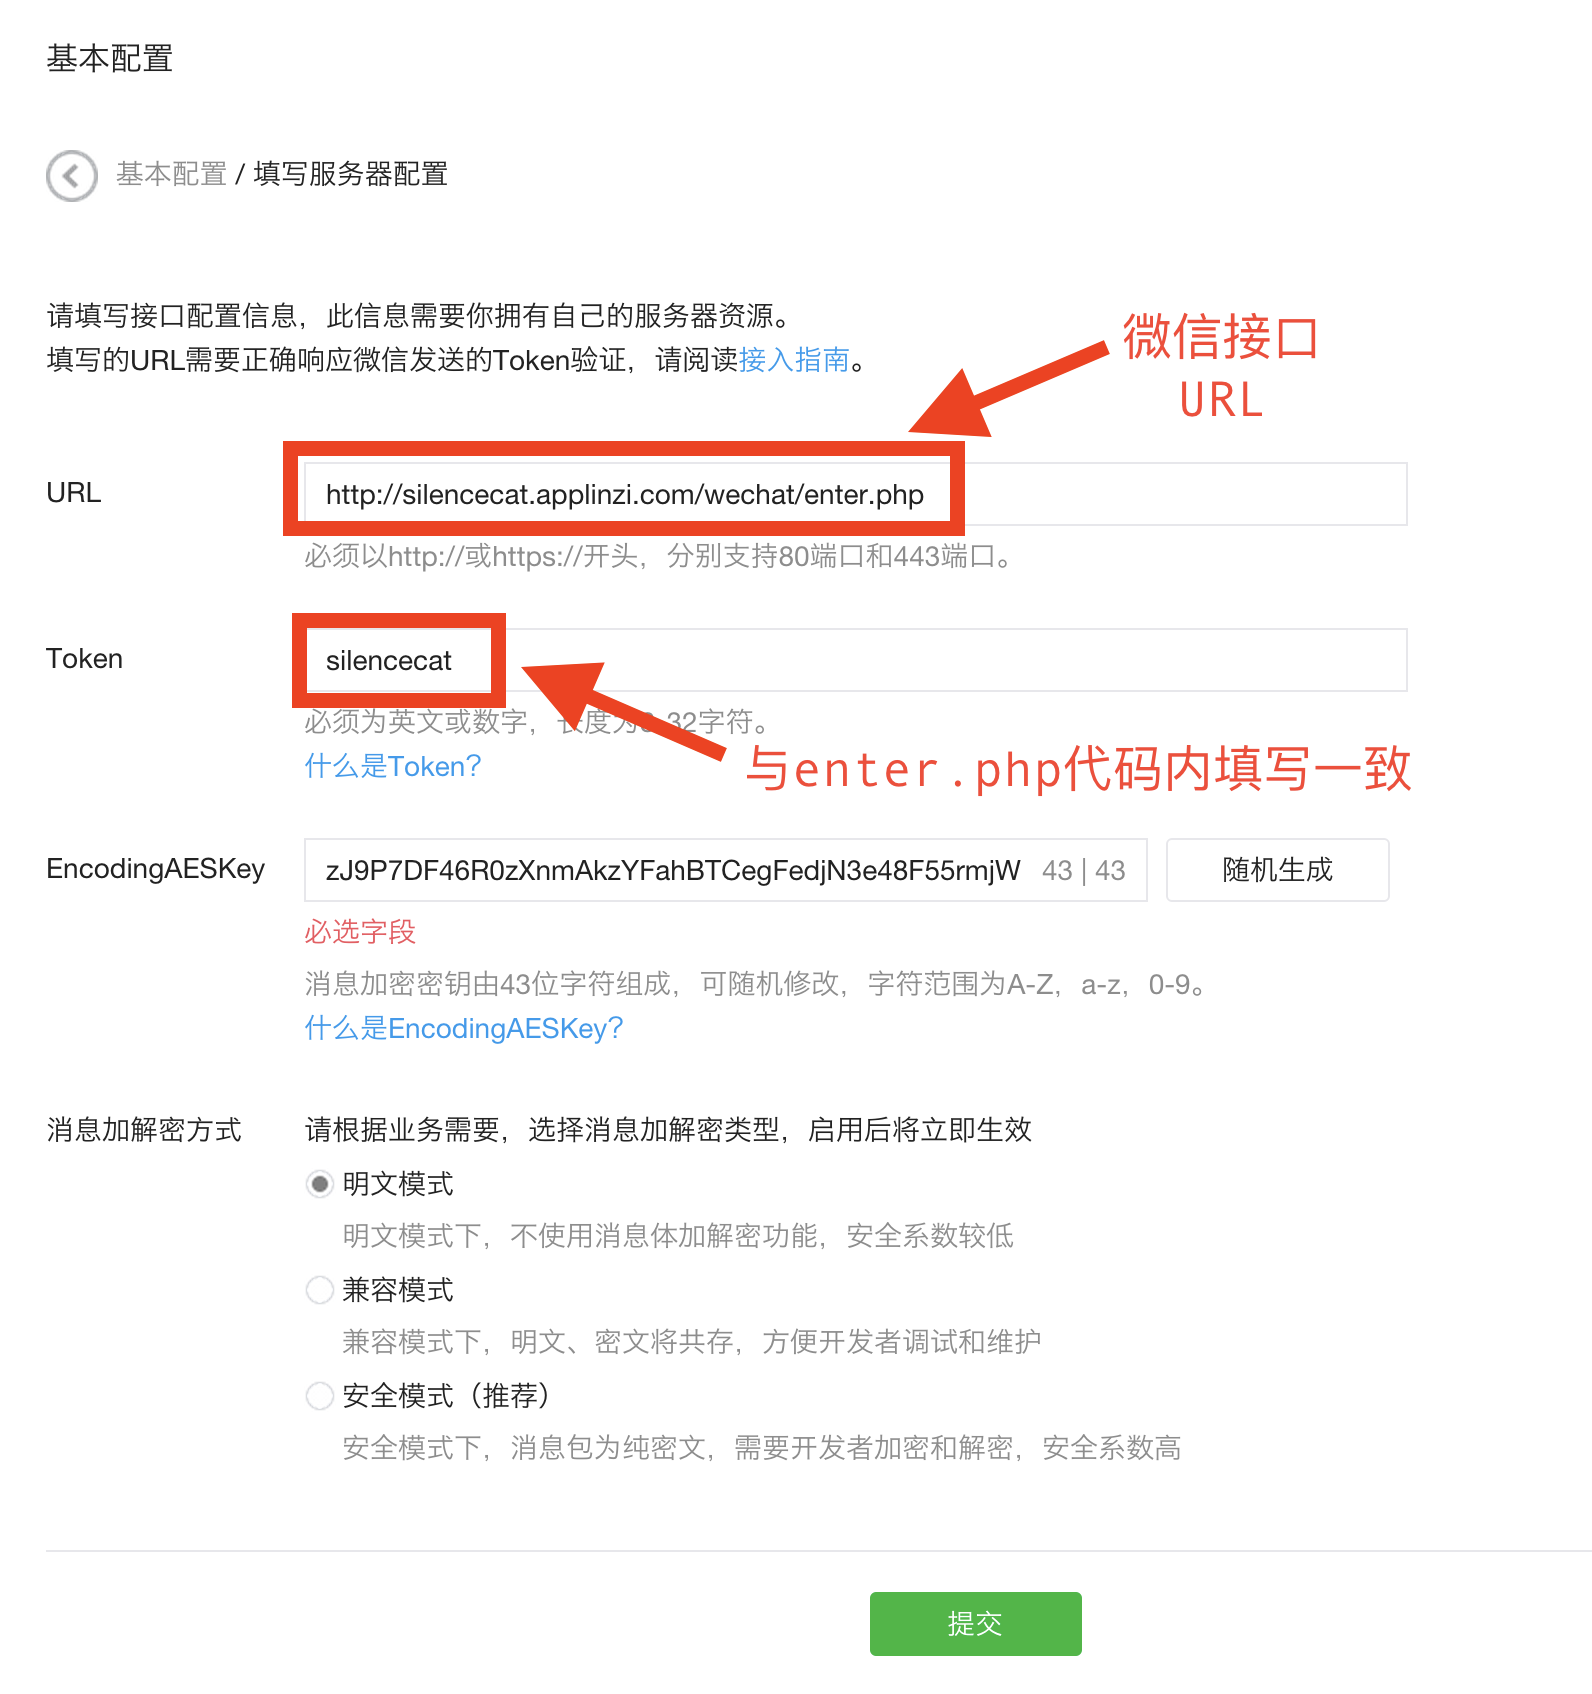 基本配置
基本配置 / 填写服务器配置
请填写接口配置信息，此信息需要你拥有自己的服务器资源。
填写的URL需要正确响应微信发送的Token验证，请阅读接入指南。
微信接口
URL
URL
http://silencecat.applinzi.com/wechat/enter.php
必须以http://或https://开头，分别支持80端口和443端口。
Token
silencecat
必须为英文或数字，长度为3-32字符。
什么是Token?
与enter.php代码内填写一致
EncodingAESKey
zJ9P7DF46R0zXnmAkzYFahBTCegFedjN3e48F55rmjW 43 | 43
随机生成
必选字段
消息加密密钥由43位字符组成，可随机修改，字符范围为A-Z，a-z，0-9。
什么是EncodingAESKey?
消息加解密方式
请根据业务需要，选择消息加解密类型，启用后将立即生效
明文模式
明文模式下，不使用消息体加解密功能，安全系数较低
兼容模式
兼容模式下，明文、密文将共存，方便开发者调试和维护
安全模式（推荐）
安全模式下，消息包为纯密文，需要开发者加密和解密，安全系数高
提交